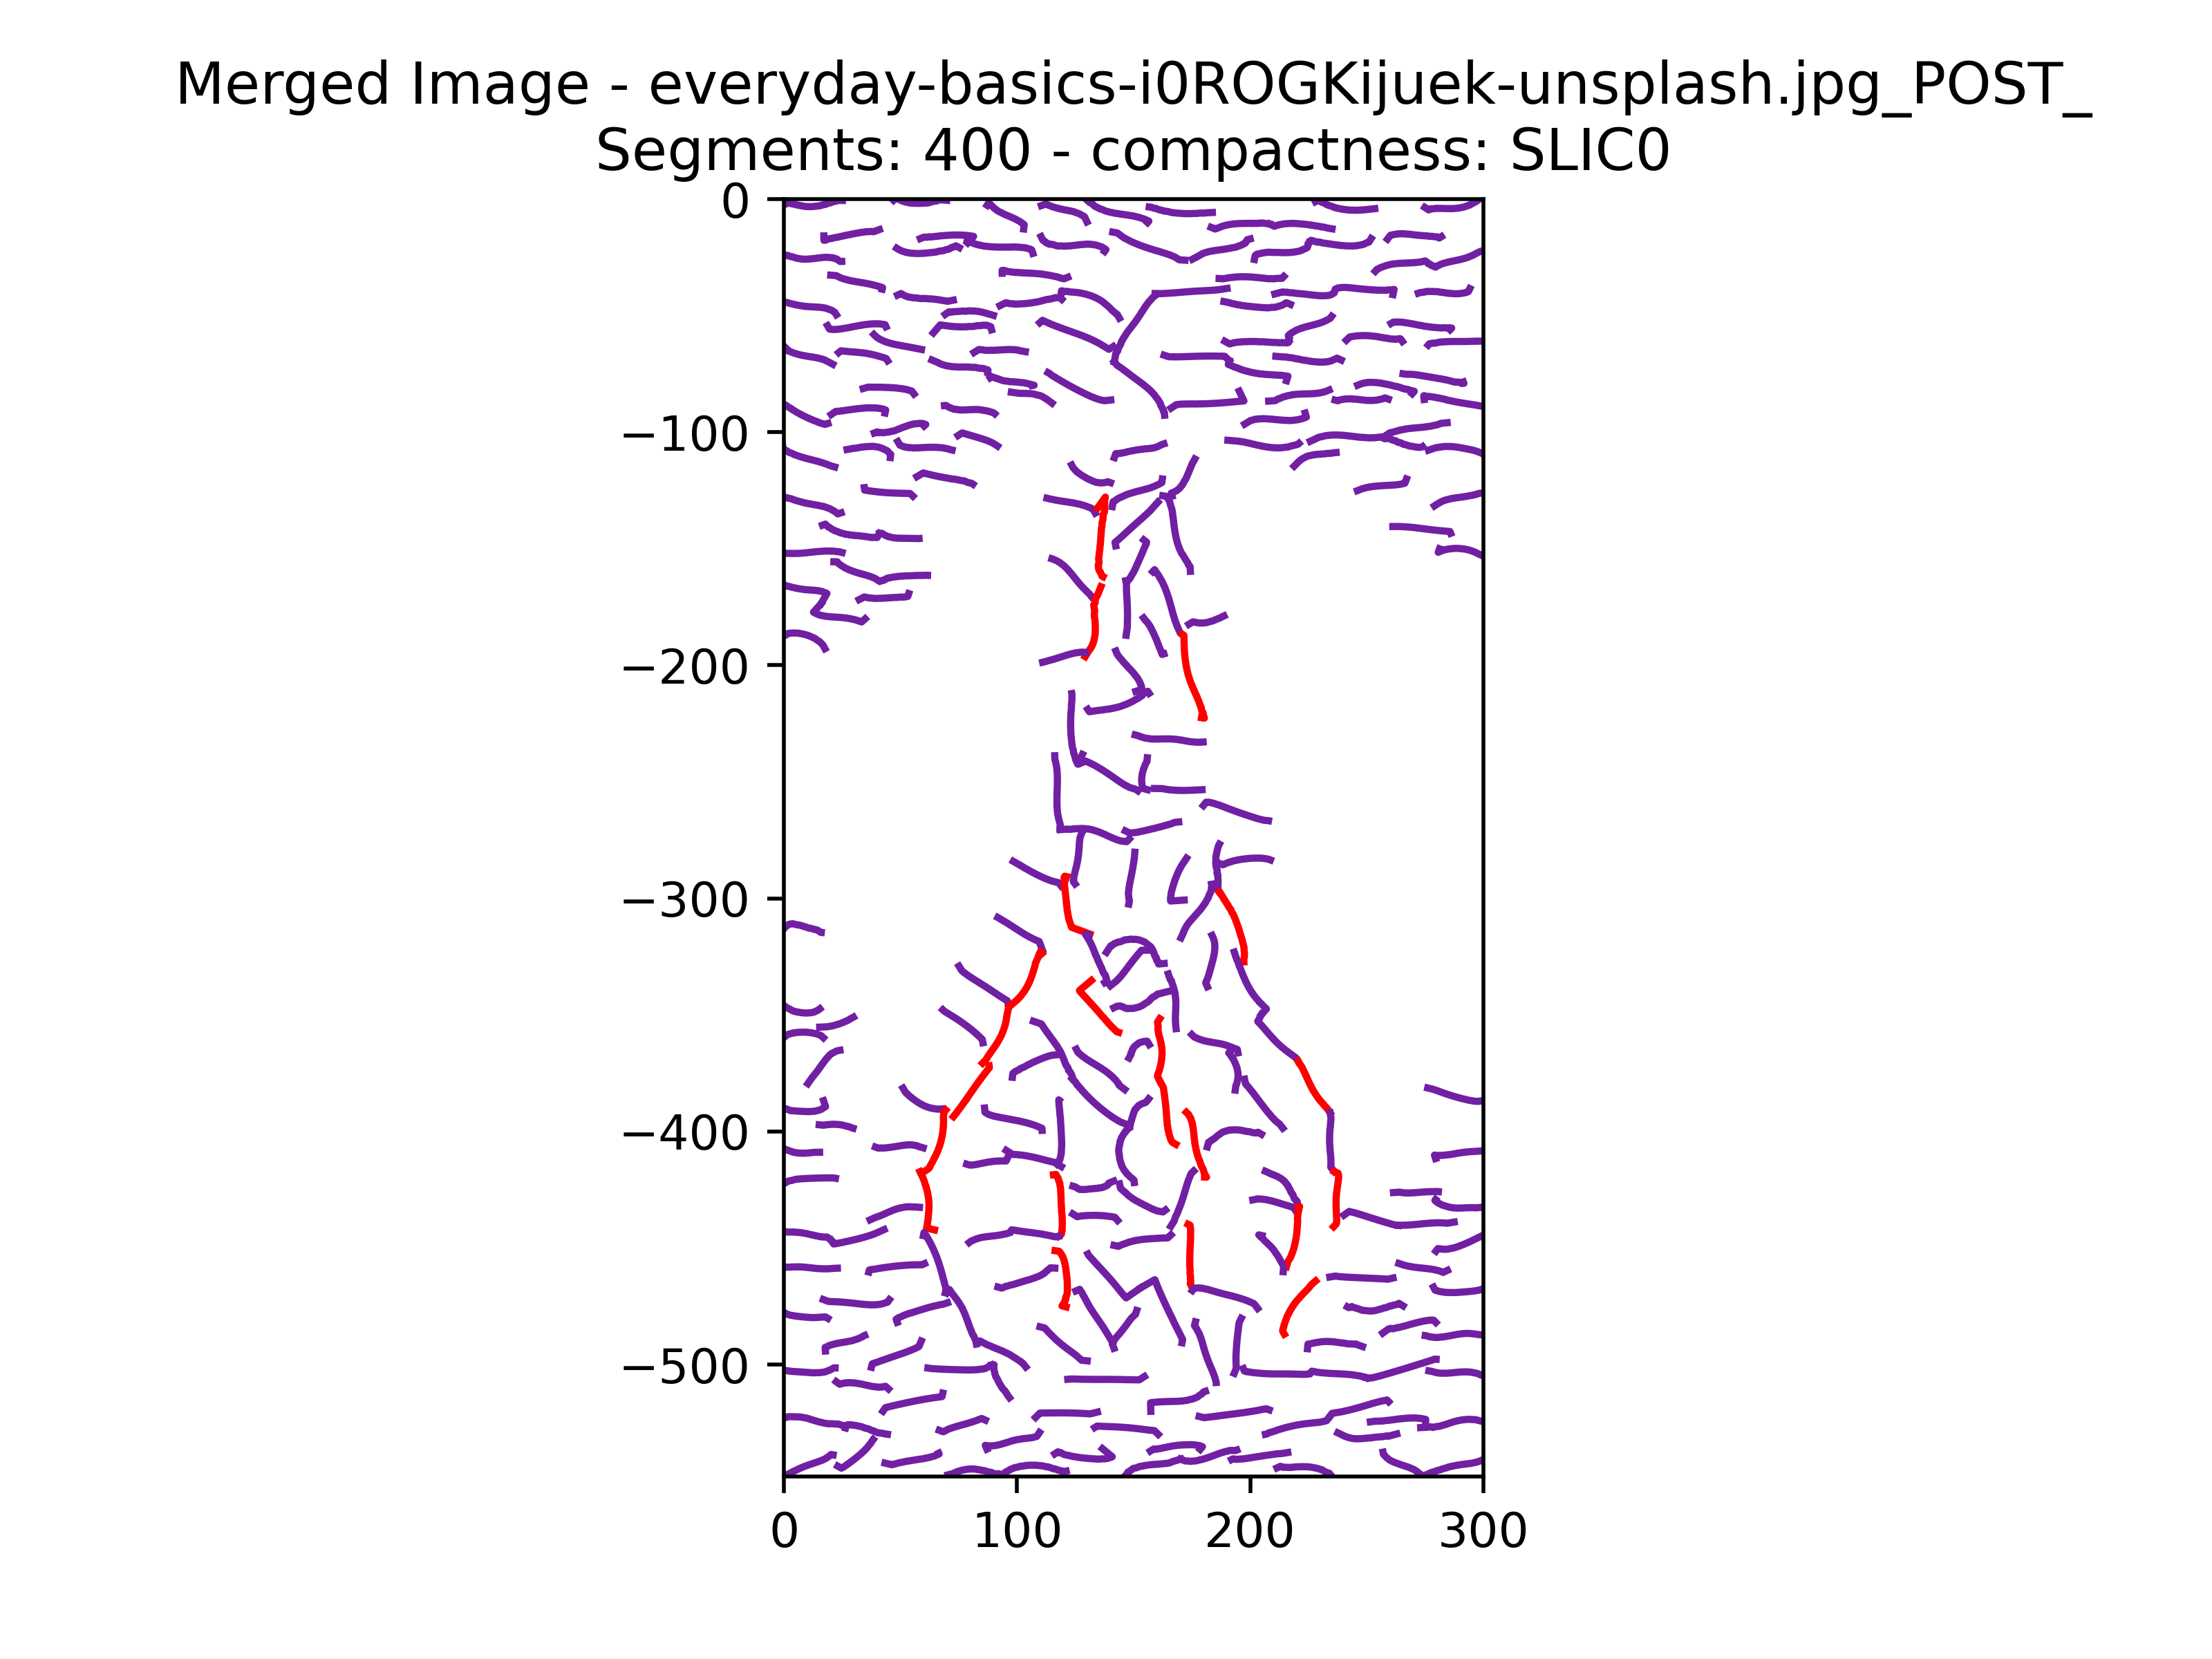 Merged Image - everyday-basics-i0ROGKijuek-unsplash.jpg_POST_
Segments: 400 - compactness: SLIC0
0
−100
−200
−300
−400
−500
0 100 200 300